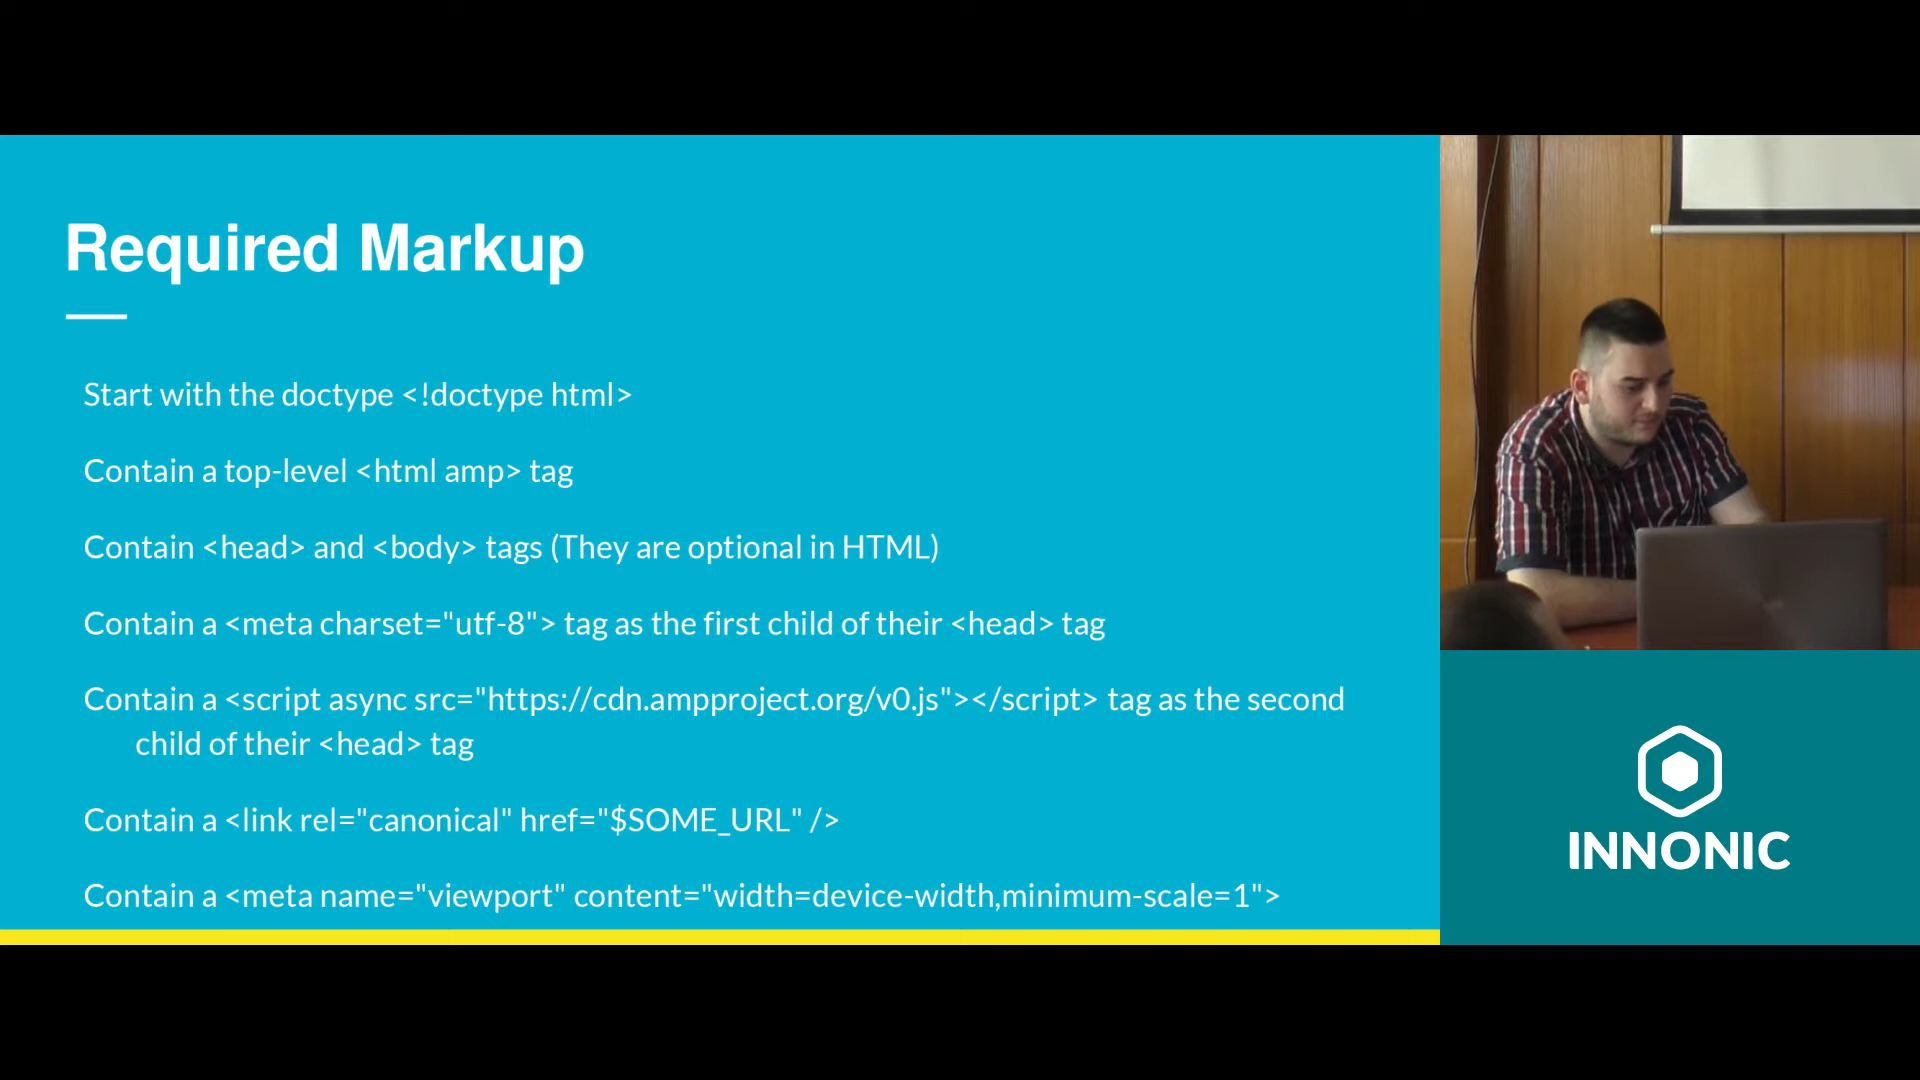 Required Markup
Start with the doctype <!doctype html>
Contain a top-level <html amp> tag
Contain <head> and <body> tags (They are optional in HTML)
Contain a <meta charset="utf-8"> tag as the first child of their <head> tag
Contain a <script async src="https://cdn.ampproject.org/v0.js"></script> tag as the second
child of their <head> tag
Contain a <link rel="canonical" href="$SOME_URL" />
Contain a <meta name="viewport" content="width=device-width,minimum-scale=1">
INNONIC